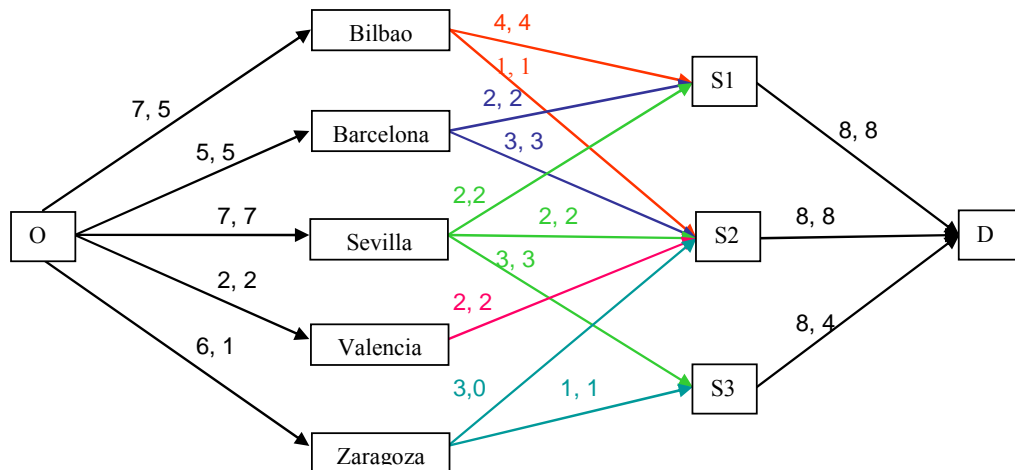 Bilbao
4, 4
1, 1
S1
7, 5
2, 2
Barcelona
8, 8
3, 3
5, 5
2,2
O
7, 7
Sevilla
2, 2
S2
8, 8
D
3, 3
2, 2
2, 2
Valencia
8, 4
6, 1
3,0
1, 1
S3
Zaragoza